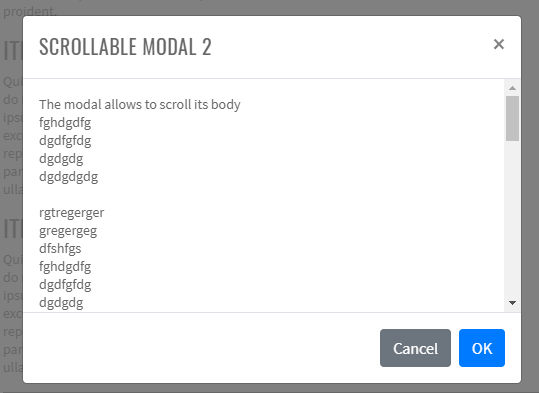 proident.
SCROLLABLE MODAL 2
×
The modal allows to scroll its body
fghdgdfg
dgdfgfdg
dgdgdg
dgdgdgdg
rgtregerger
gregergeg
dfshfgs
fghdgdfg
dgdfgfdg
dgdgdg
Cancel
OK